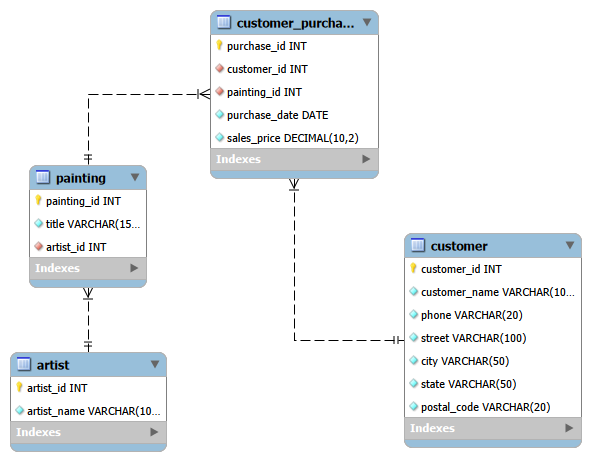 customer_purcha...
purchase_id INT
customer_id INT
painting_id INT
purchase_date DATE
sales_price DECIMAL(10,2)
Indexes
painting
painting_id INT
title VARCHAR(15...
artist_id INT
Indexes
customer
customer_id INT
customer_name VARCHAR(10...
phone VARCHAR(20)
street VARCHAR(100)
city VARCHAR(50)
state VARCHAR(50)
postal_code VARCHAR(20)
Indexes
artist
artist_id INT
artist_name VARCHAR(10...
Indexes